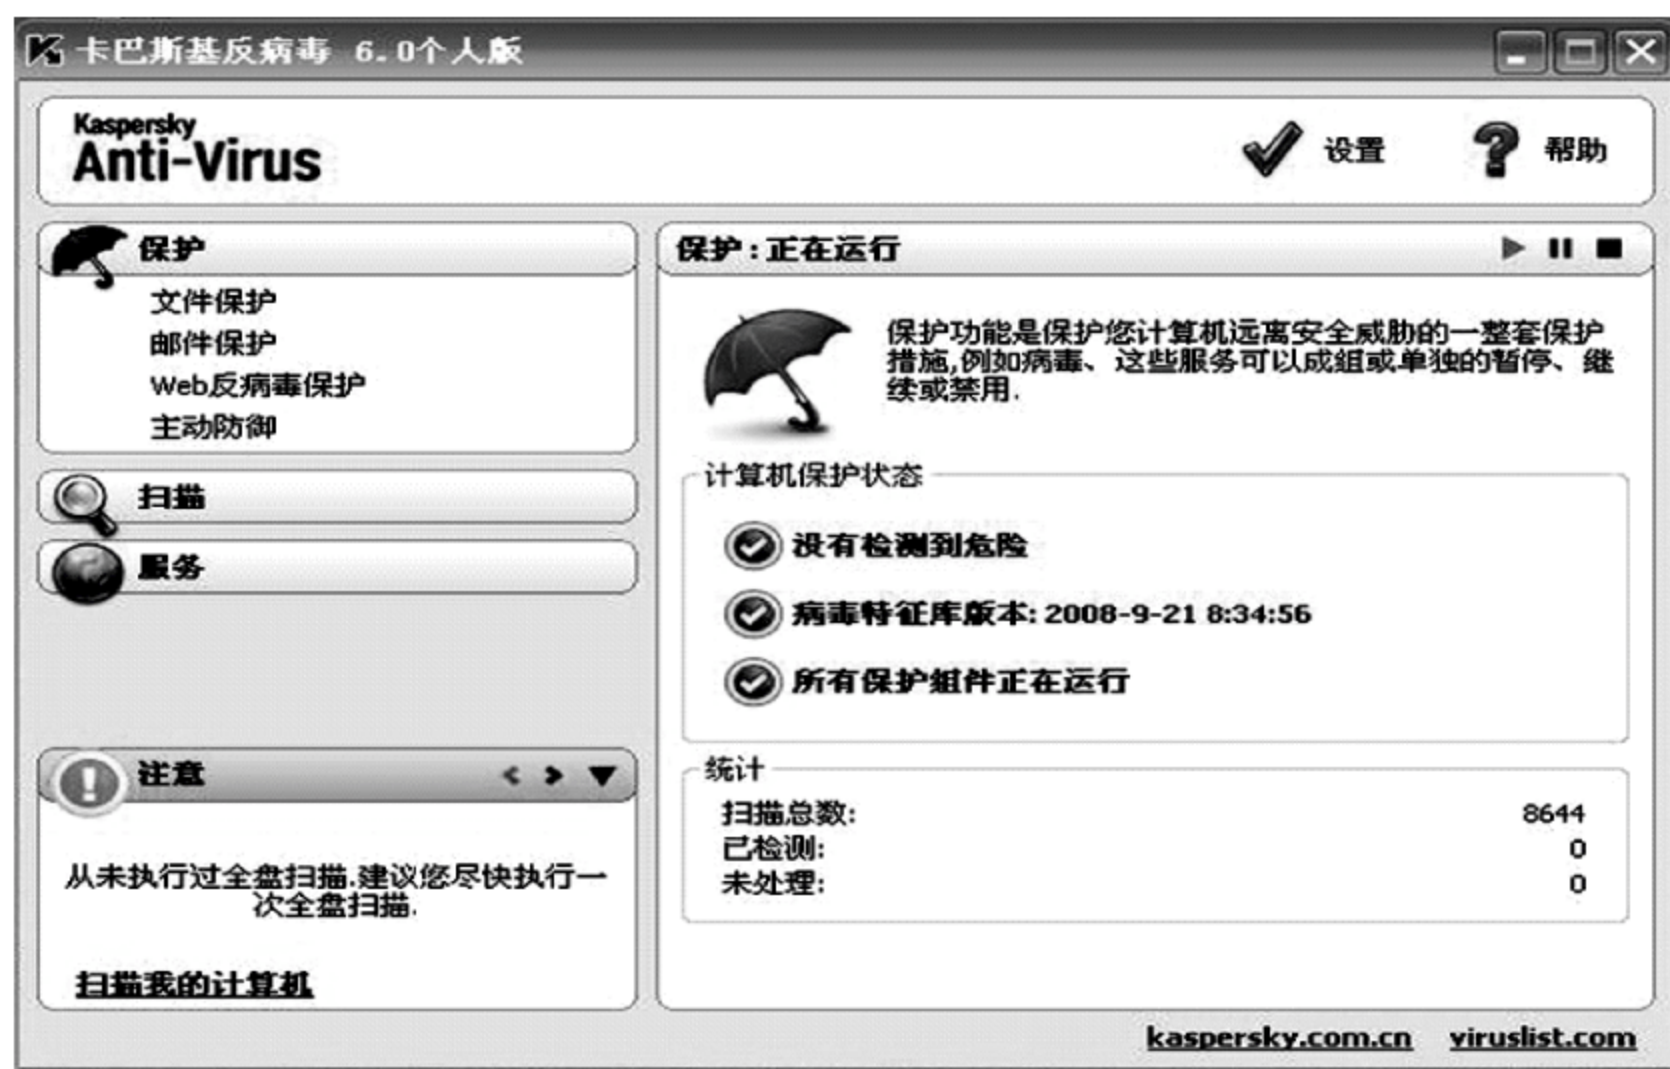 卡巴斯基反病毒 6.0个人版
Kaspersky
Anti-Virus
设置
帮助
保护
文件保护
邮件保护
Web反病毒保护
主动防御
扫描
服务
注意
从未执行过全盘扫描.建议您尽快执行一
次全盘扫描.
扫描我的计算机
保护:正在运行
保护功能是保护您计算机远离安全威胁的一整套保护
措施,例如病毒、这些服务可以成组或单独的暂停、继
续或禁用.
计算机保护状态
没有检测到危险
病毒特征库版本: 2008-9-21 8:34:56
所有保护组件正在运行
统计
扫描总数: 8644
已检测: 0
未处理: 0
kaspersky.com.cn viruslist.com